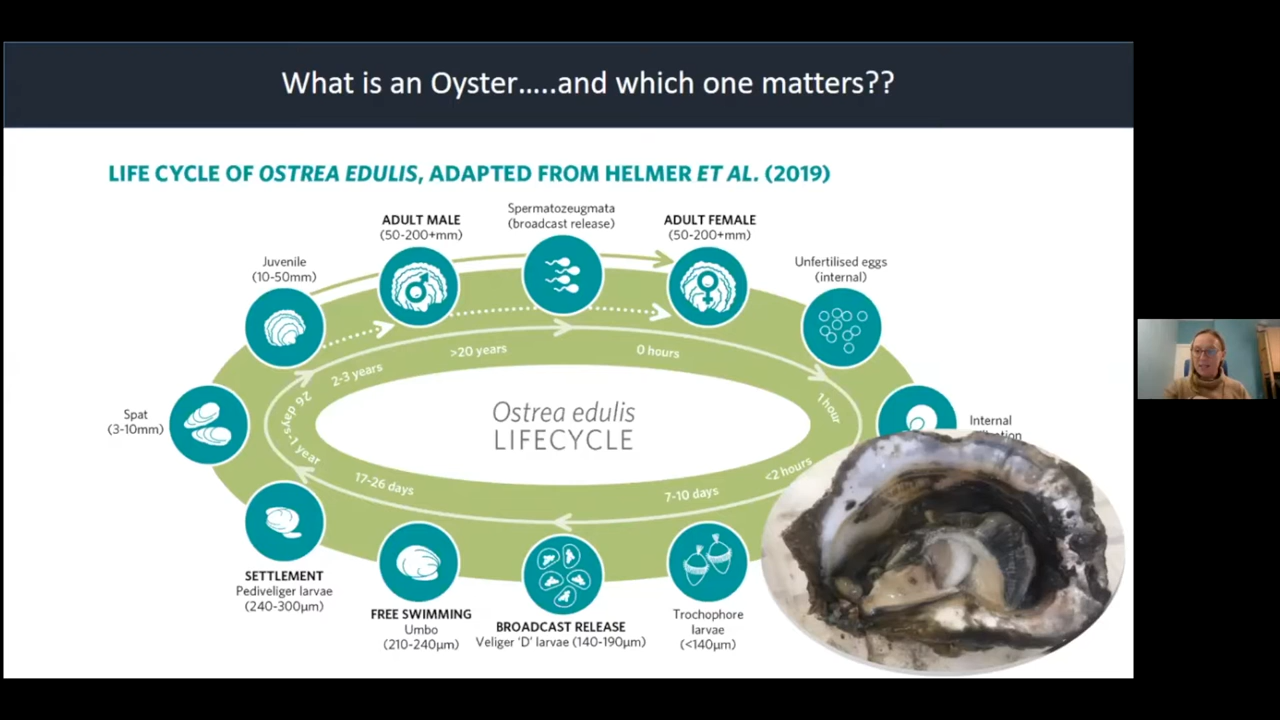 What is an Oyster.....and which one matters??
LIFE CYCLE OF OSTREA EDULIS, ADAPTED FROM HELMER ET AL. (2019)
Spermatozeugmata
(broadcast release)
ADULT MALE
(50-200+mm)
ADULT FEMALE
(50-200+mm)
Juvenile
(10-50mm)
Unfertilised eggs
(internal)
>20 years
0 hours
2-3 years
1 hour
26 days-1 year
Spat
(3-10mm)
Ostrea edulis
LIFECYCLE
Internal
<2 hours
17-26 days
7-10 days
SETTLEMENT
Pediveliger larvae
(240-300µm)
FREE SWIMMING
Umbo
(210-240µm)
BROADCAST RELEASE
Veliger 'D' larvae (140-190µm)
Trochophore
larvae
(<140µm)